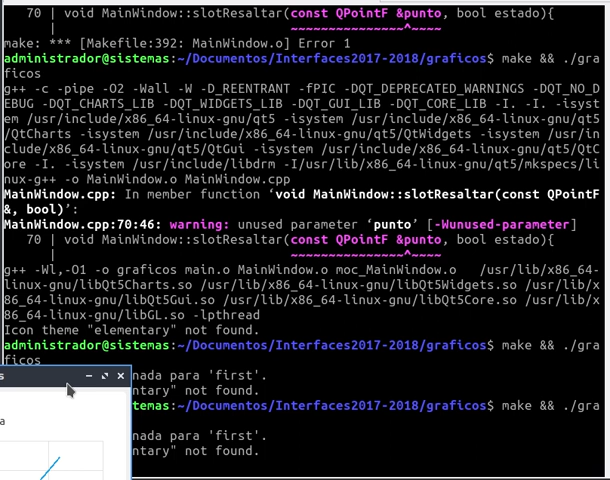 70 | void MainWindow::slotResaltar(const QPointF &punto, bool estado){
| ~~~~~~~~~~~~~~~^~~~~
make: *** [Makefile:392: MainWindow.o] Error 1
administrador@sistemas:~/Documentos/Interfaces2017-2018/graficos$ make && ./gra
ficos
g++ -c -pipe -O2 -Wall -W -D_REENTRANT -fPIC -DQT_DEPRECATED_WARNINGS -DQT_NO_D
EBUG -DQT_CHARTS_LIB -DQT_WIDGETS_LIB -DQT_GUI_LIB -DQT_CORE_LIB -I. -I. -isyst
em /usr/include/x86_64-linux-gnu/qt5 -isystem /usr/include/x86_64-linux-gnu/qt5
/QtCharts -isystem /usr/include/x86_64-linux-gnu/qt5/QtWidgets -isystem /usr/in
clude/x86_64-linux-gnu/qt5/QtGui -isystem /usr/include/x86_64-linux-gnu/qt5/QtC
ore -I. -isystem /usr/include/libdrm -I/usr/lib/x86_64-linux-gnu/qt5/mkspecs/li
nux-g++ -o MainWindow.o MainWindow.cpp
MainWindow.cpp: In member function ‘void MainWindow::slotResaltar(const QPointF
&, bool)’:
MainWindow.cpp:70:46: warning: unused parameter ‘punto’ [-Wunused-parameter]
70 | void MainWindow::slotResaltar(const QPointF &punto, bool estado){
| ~~~~~~~~~~~~~~~^~~~~
g++ -Wl,-O1 -o graficos main.o MainWindow.o moc_MainWindow.o /usr/lib/x86_64-
linux-gnu/libQt5Charts.so /usr/lib/x86_64-linux-gnu/libQt5Widgets.so /usr/lib/x
86_64-linux-gnu/libQt5Gui.so /usr/lib/x86_64-linux-gnu/libQt5Core.so /usr/lib/x
86_64-linux-gnu/libGL.so -lpthread
Icon theme "elementary" not found.
administrador@sistemas:~/Documentos/Interfaces2017-2018/graficos$ make && ./gra
ficos
s
nada para 'first'.
ntary" not found.
temas:~/Documentos/Interfaces2017-2018/graficos$ make && ./gra
a
nada para 'first'.
ntary" not found.